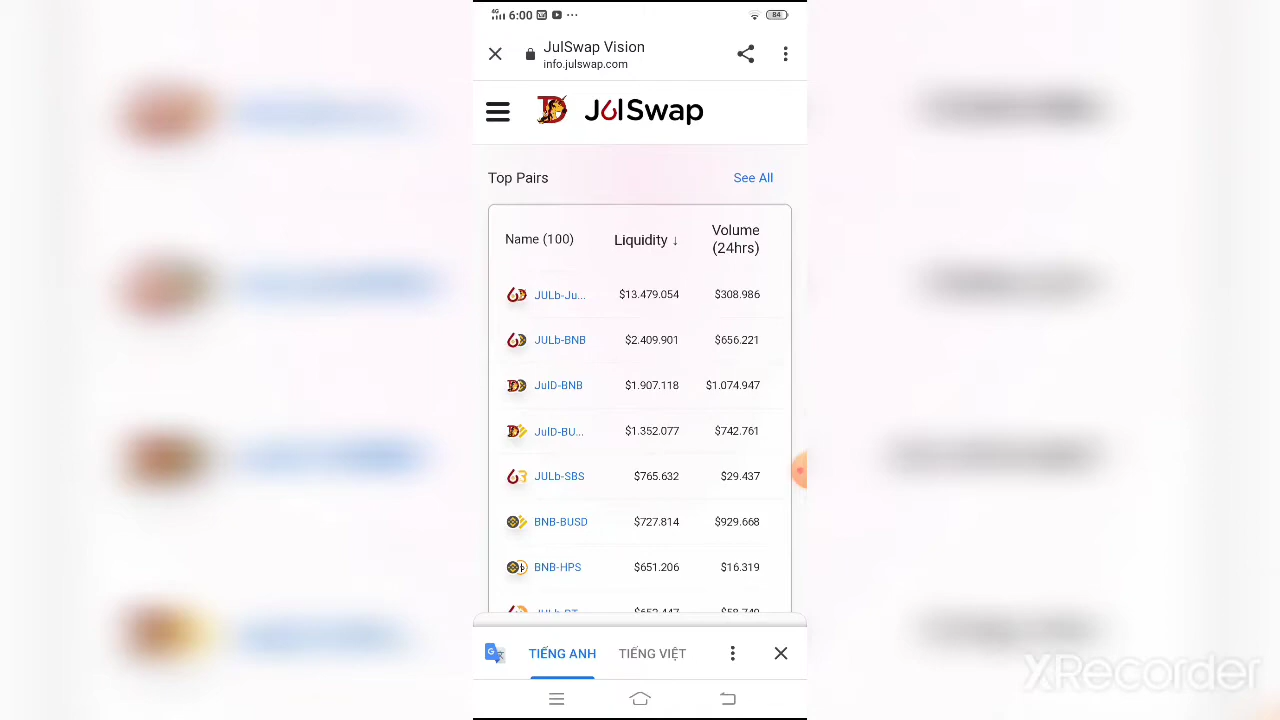 4G 6:00 ... 84
JulSwap Vision
info.julswap.com
JulSwap
Top Pairs See All
Name (100) Liquidity ↓ Volume (24hrs)
JULb-Ju... $13.479.054 $308.986
JULb-BNB $2.409.901 $656.221
JulD-BNB $1.907.118 $1.074.947
JulD-BU... $1.352.077 $742.761
JULb-SBS $765.632 $29.437
BNB-BUSD $727.814 $929.668
BNB-HPS $651.206 $16.319
TIẾNG ANH TIẾNG VIỆT
XRecorder